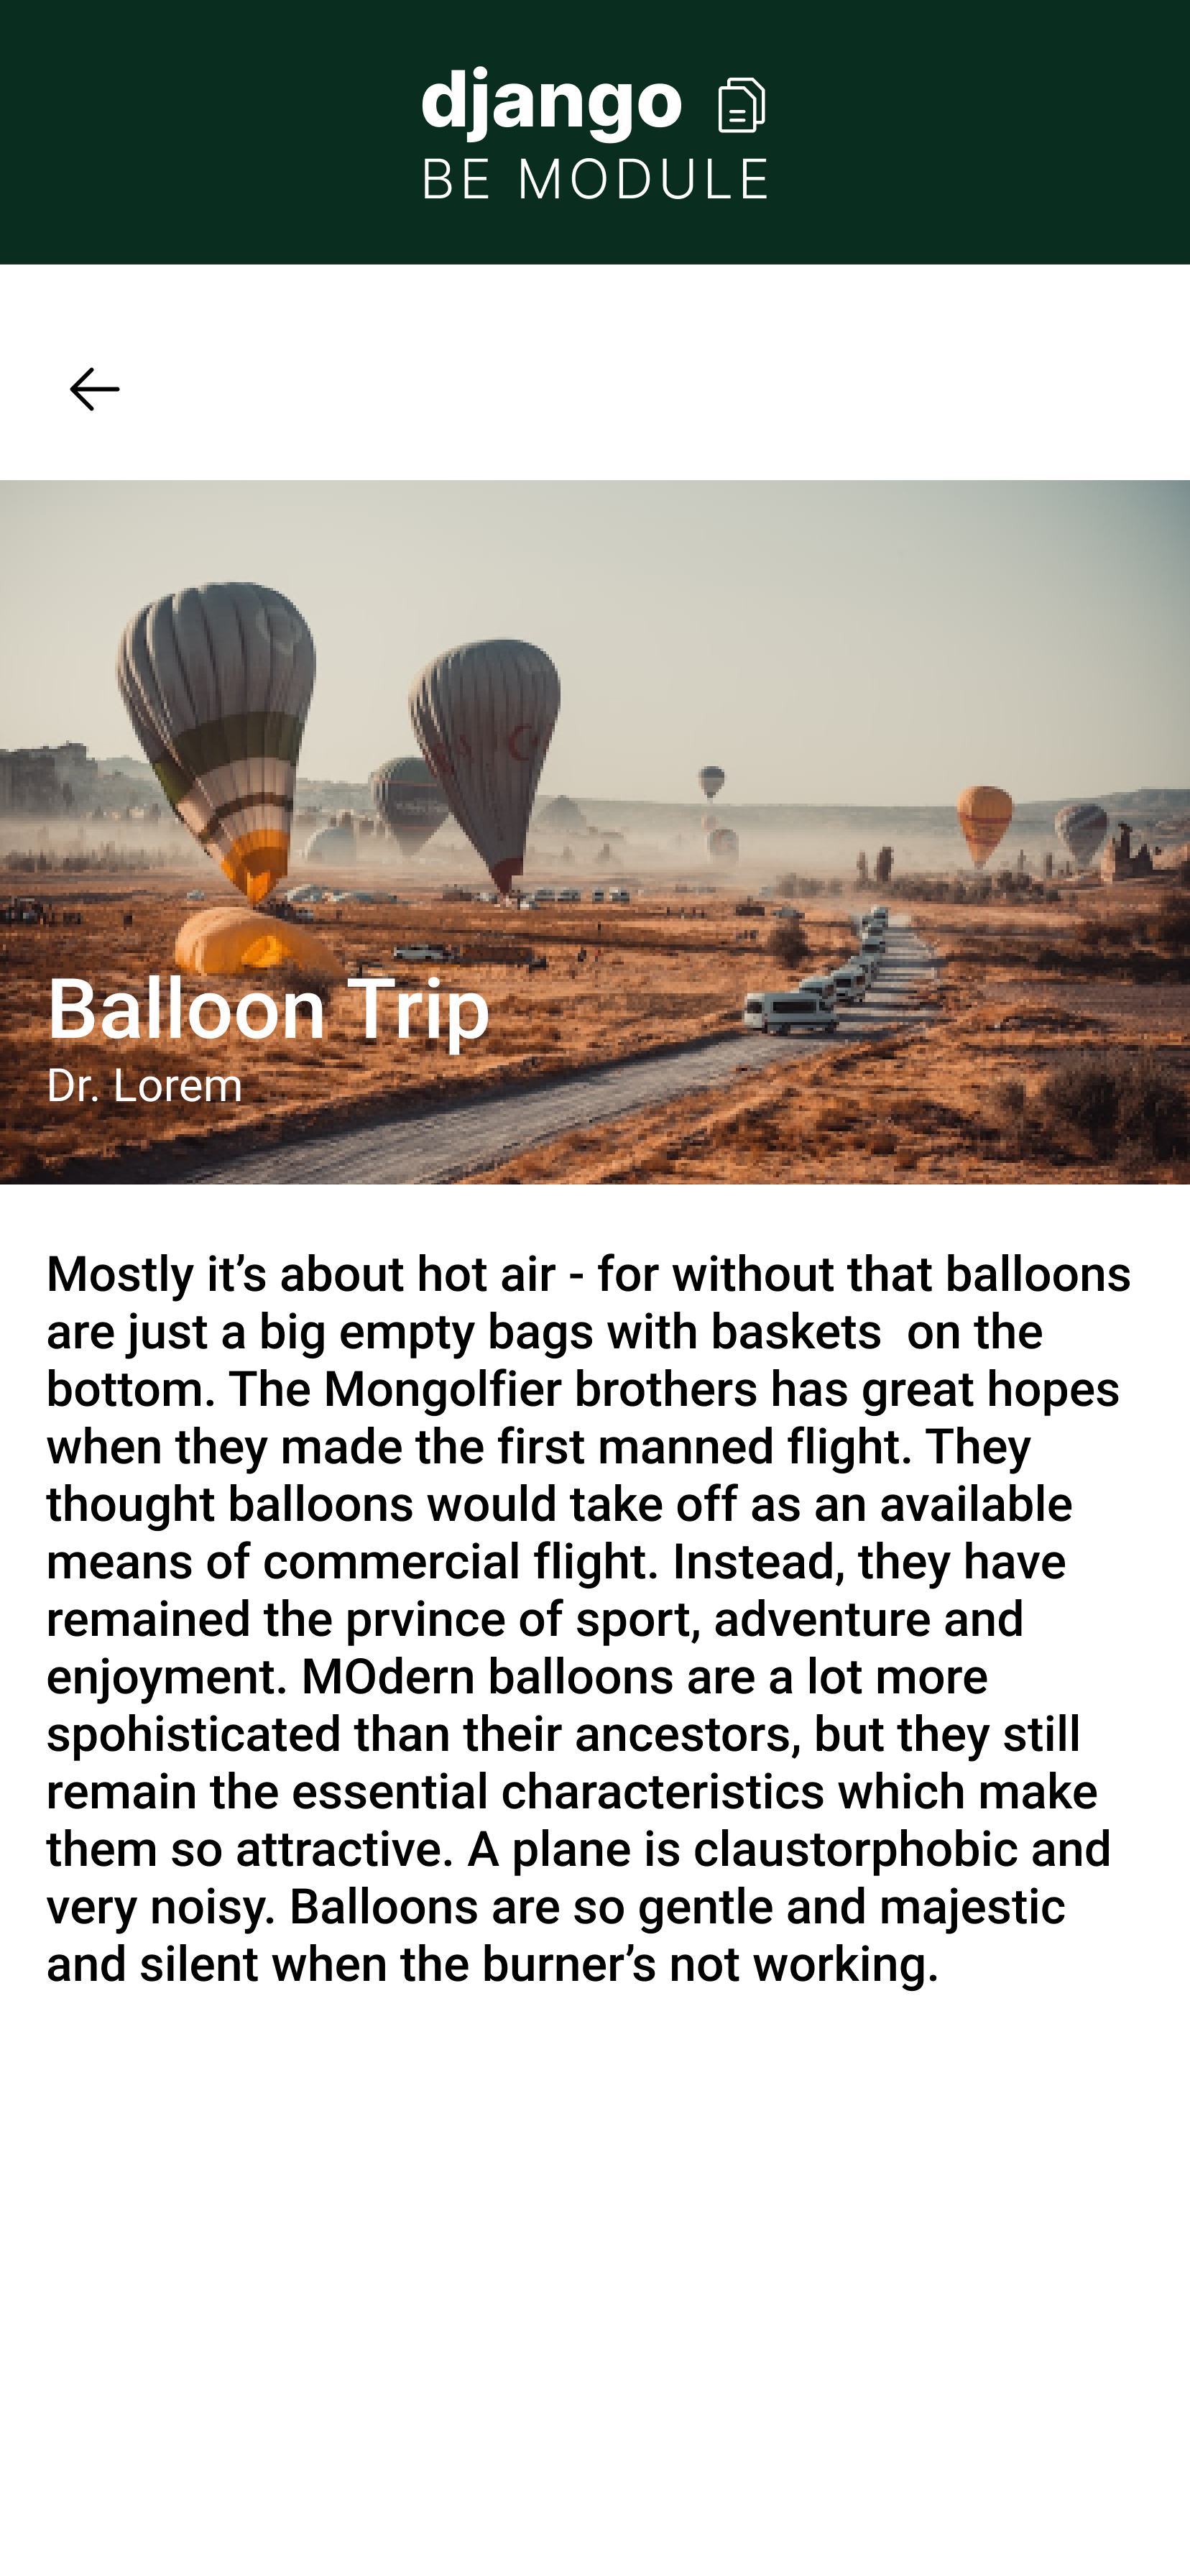 django
BE MODULE
Balloon Trip
Dr. Lorem
Mostly it’s about hot air - for without that balloons
are just a big empty bags with baskets  on the
bottom. The Mongolfier brothers has great hopes
when they made the first manned flight. They
thought balloons would take off as an available
means of commercial flight. Instead, they have
remained the prvince of sport, adventure and
enjoyment. MOdern balloons are a lot more
spohisticated than their ancestors, but they still
remain the essential characteristics which make
them so attractive. A plane is claustorphobic and
very noisy. Balloons are so gentle and majestic
and silent when the burner’s not working.